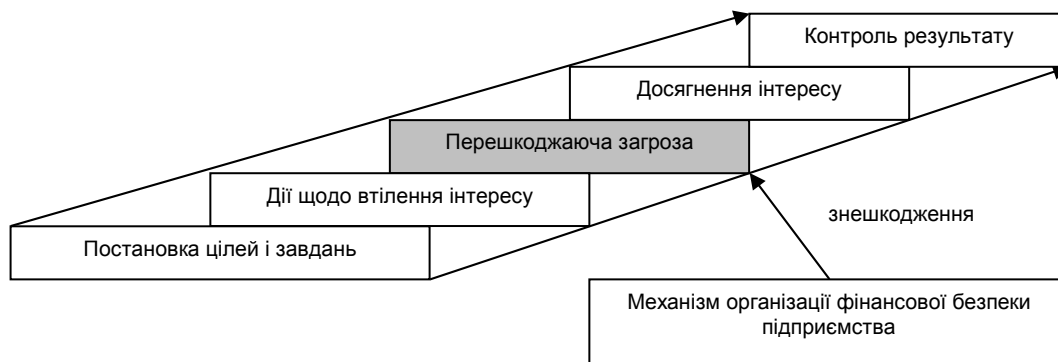 Контроль результату
Досягнення інтересу
Перешкоджаюча загроза
Дії щодо втілення інтересу
знешкодження
Постановка цілей і завдань
Механізм організації фінансової безпеки
підприємства